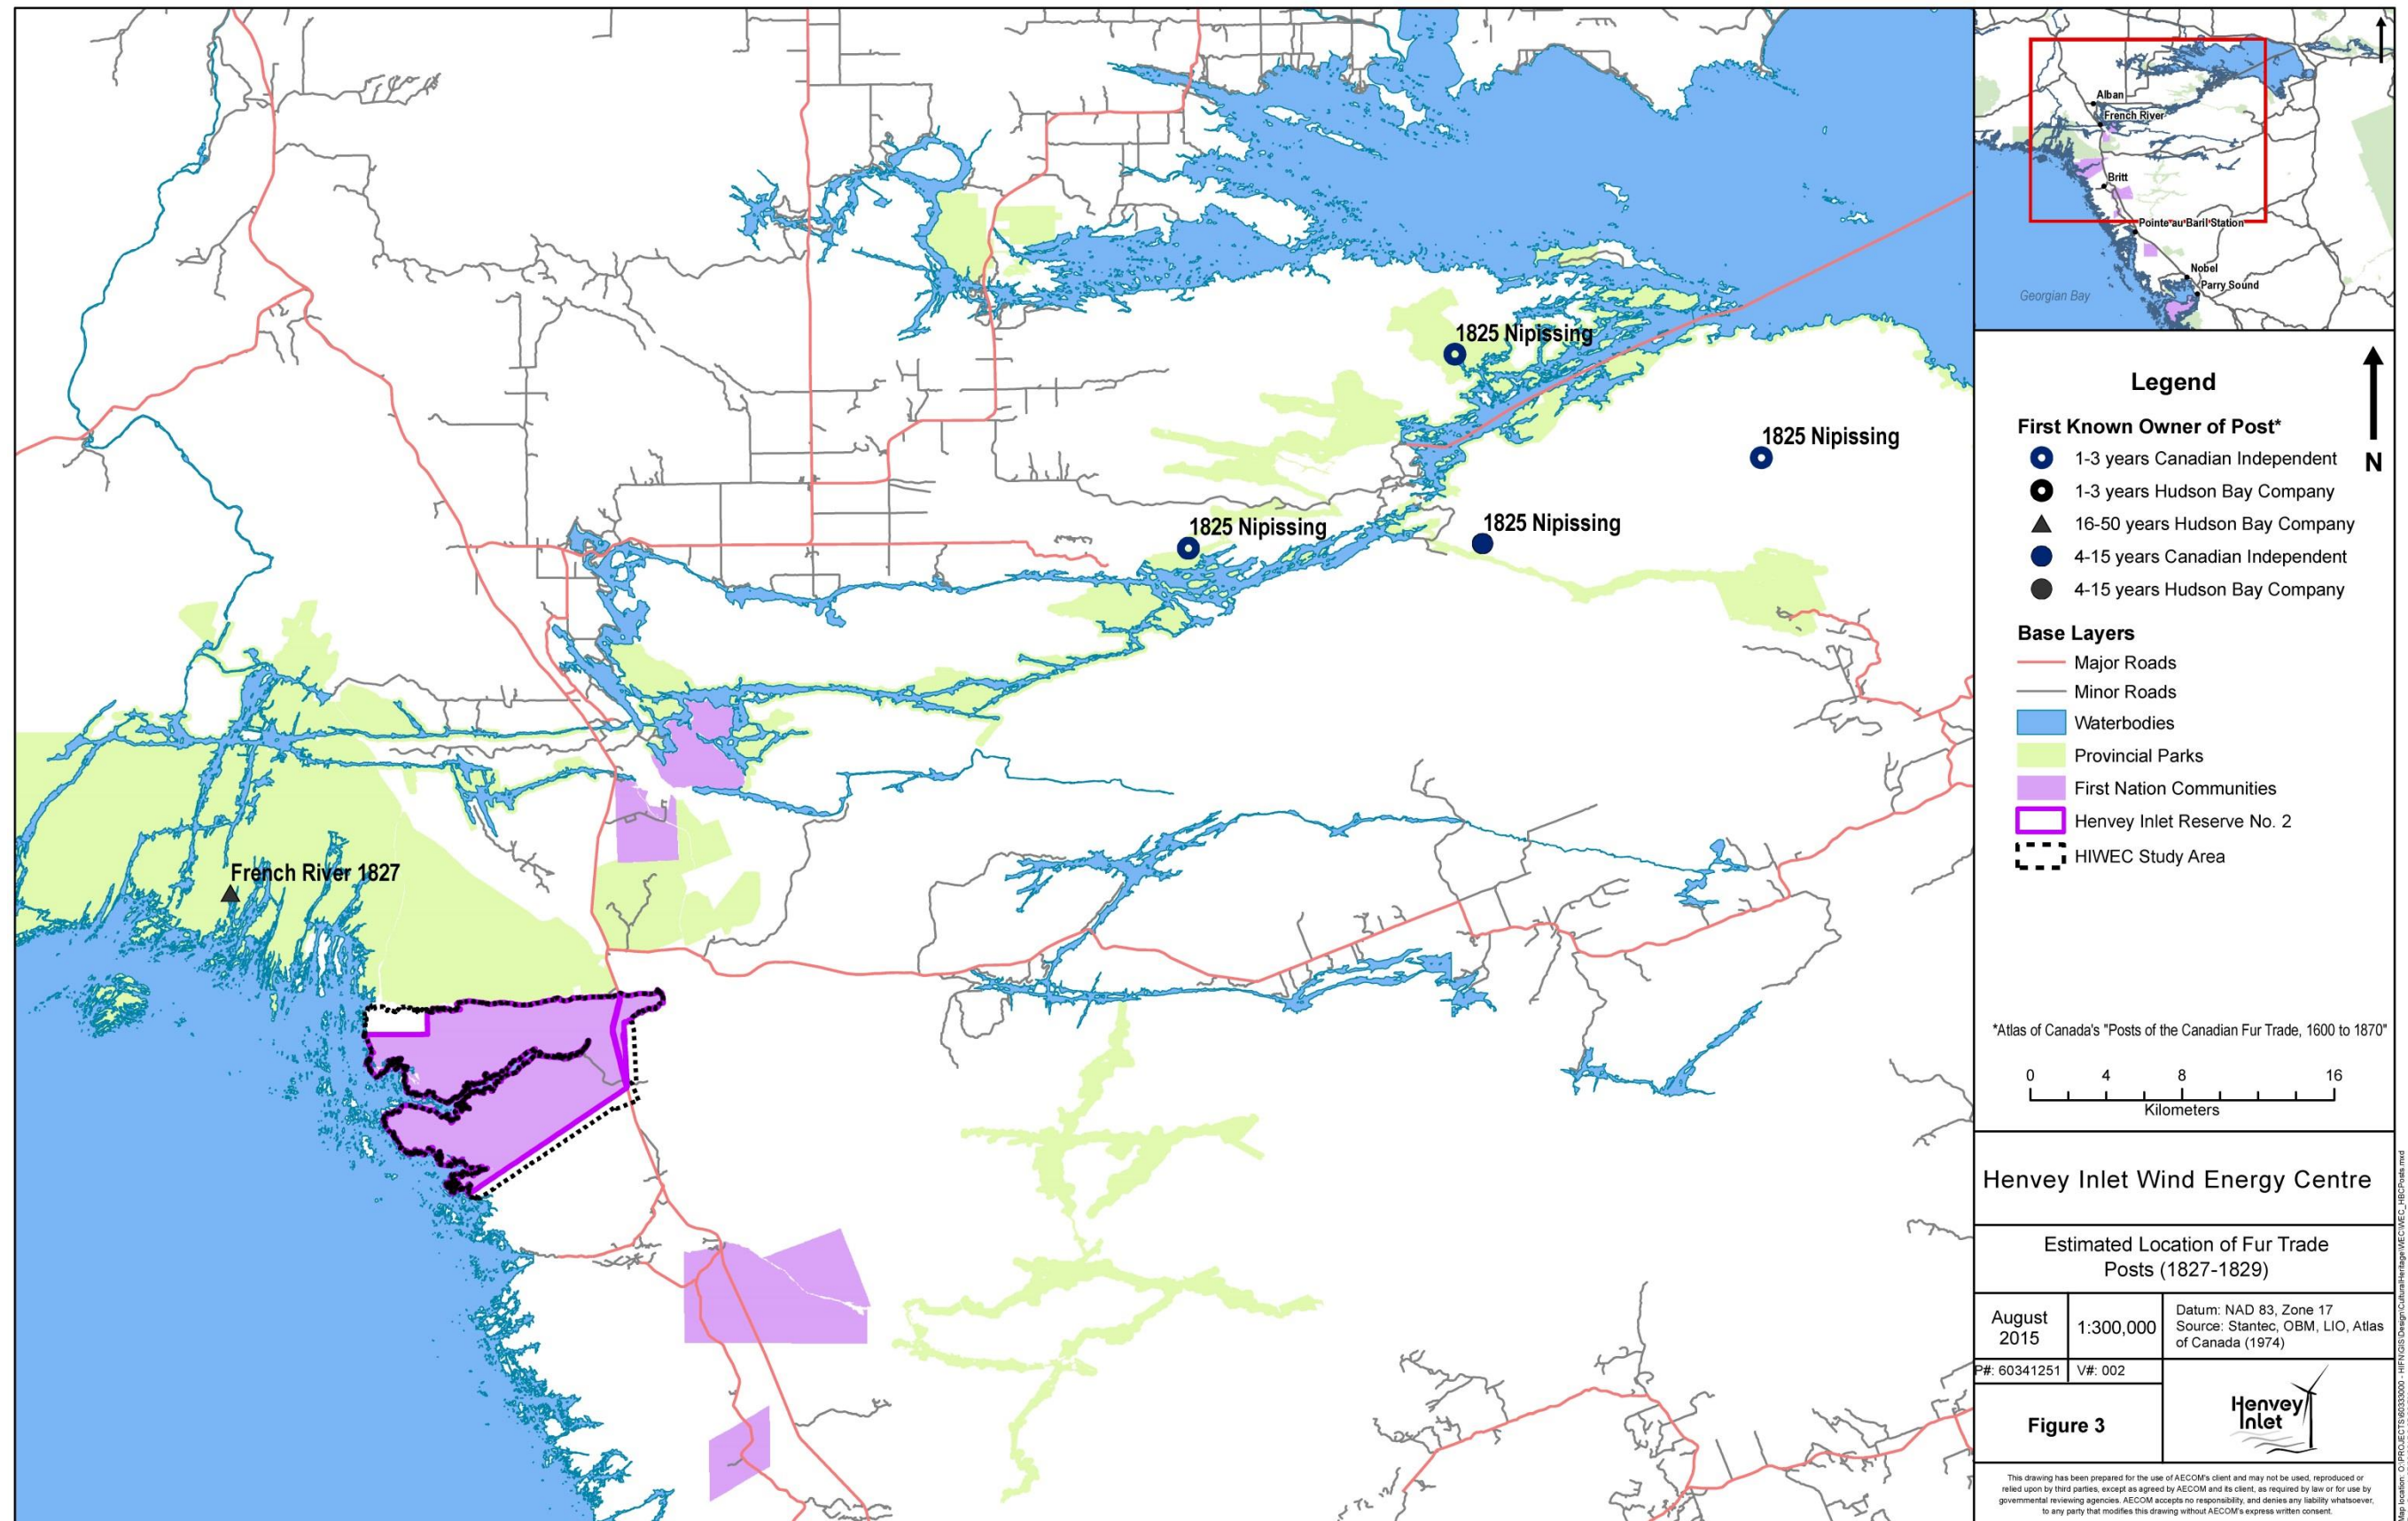 1825 Nipissing
1825 Nipissing
1825 Nipissing
1825 Nipissing
French River 1827
Alban
French River
Britt
Pointe au Baril Station
Nobel
Parry Sound
Georgian Bay
Legend
First Known Owner of Post*
1-3 years Canadian Independent
1-3 years Hudson Bay Company
16-50 years Hudson Bay Company
4-15 years Canadian Independent
4-15 years Hudson Bay Company
N
Base Layers
Major Roads
Minor Roads
Waterbodies
Provincial Parks
First Nation Communities
Henvey Inlet Reserve No. 2
HIWEC Study Area
*Atlas of Canada's "Posts of the Canadian Fur Trade, 1600 to 1870"
0 4 8 16
Kilometers
Henvey Inlet Wind Energy Centre
Estimated Location of Fur Trade
Posts (1827-1829)
August
2015
1:300,000
Datum: NAD 83, Zone 17
Source: Stantec, OBM, LIO, Atlas
of Canada (1974)
P#: 60341251
V#: 002
Figure 3
Henvey
Inlet
This drawing has been prepared for the use of AECOM's client and may not be used, reproduced or
relied upon by third parties, except as agreed by AECOM and its client, as required by law or for use by
governmental reviewing agencies. AECOM accepts no responsibility, and denies any liability whatsoever,
to any party that modifies this drawing without AECOM's express written consent.